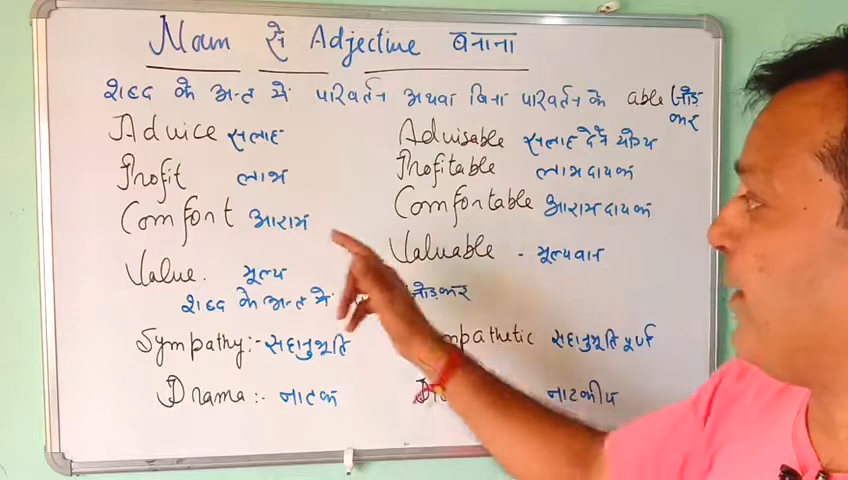 Noun से Adjective बनाना
शब्द के अन्त में परिवर्तन अथवा बिना परिवर्तन के able जोड़
कर
Advice सलाह Advisable सलाह देने योग्य
Profit लाभ Profitable लाभदायक
Comfort आराम Comfortable आरामदायक
Value. मूल्य Valuable - मूल्यवान
शब्द के अन्त में जोड़कर
Sympathy:- सहानुभूति सहानुभूति पूर्ण
Drama:- नाटक नाटकीय